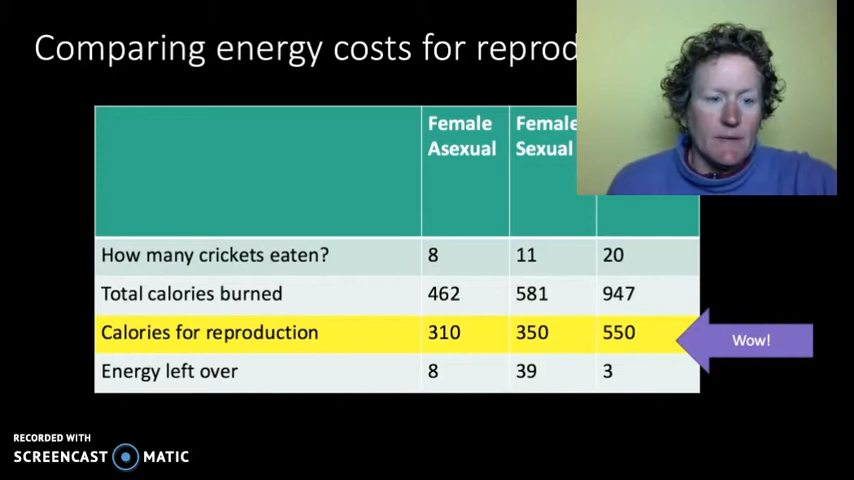 Comparing energy costs for reprod
Female Female
Asexual Sexual
How many crickets eaten? 8 11 20
Total calories burned 462 581 947
Calories for reproduction 310 350 550
Wow!
Energy left over 8 39 3
RECORDED WITH
SCREENCAST MATIC